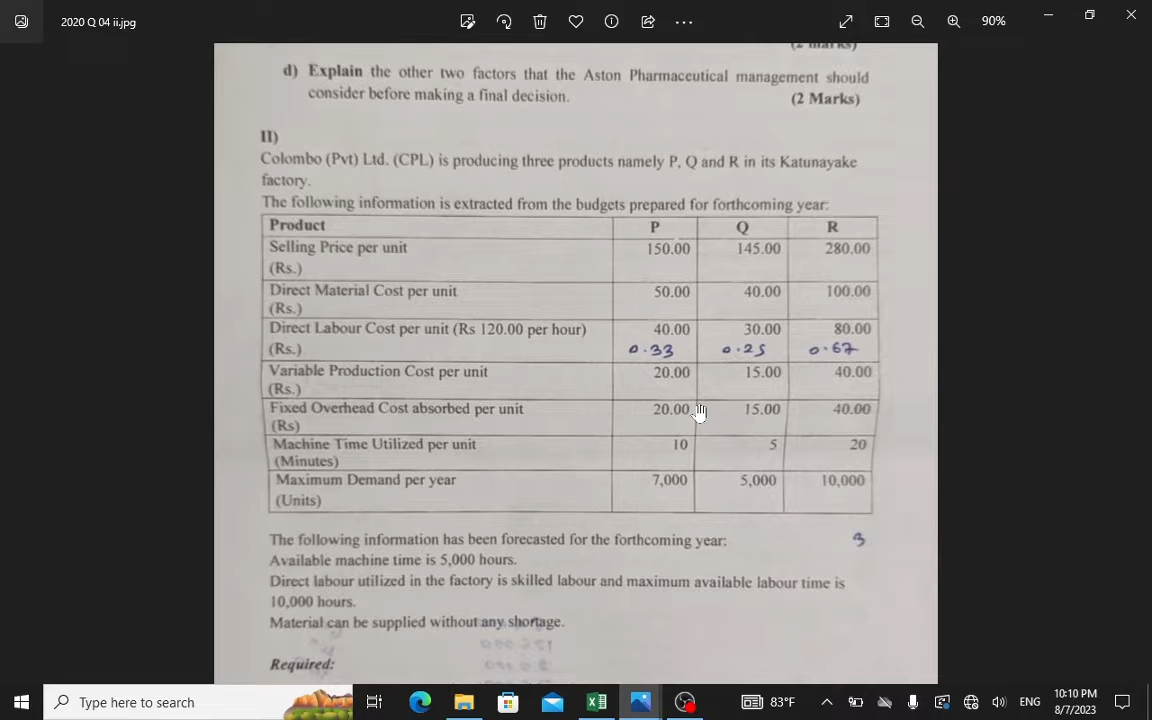 2020 Q 04 ii.jpg
90%
(2 marks)
d) Explain the other two factors that the Aston Pharmaceutical management should
consider before making a final decision. (2 Marks)
II)
Colombo (Pvt) Ltd. (CPL) is producing three products namely P, Q and R in its Katunayake
factory.
The following information is extracted from the budgets prepared for forthcoming year:
Product P Q R
Selling Price per unit 150.00 145.00 280.00
(Rs.)
Direct Material Cost per unit 50.00 40.00 100.00
(Rs.)
Direct Labour Cost per unit (Rs 120.00 per hour) 40.00 30.00 80.00
(Rs.) 0.33 0.25 0.67
Variable Production Cost per unit 20.00 15.00 40.00
(Rs.)
Fixed Overhead Cost absorbed per unit 20.00 15.00 40.00
(Rs)
Machine Time Utilized per unit 10 5 20
(Minutes)
Maximum Demand per year 7,000 5,000 10,000
(Units)
The following information has been forecasted for the forthcoming year: 3
Available machine time is 5,000 hours.
Direct labour utilized in the factory is skilled labour and maximum available labour time is
10,000 hours.
Material can be supplied without any shortage.
Required:
Type here to search
83°F
ENG
10:10 PM
8/7/2023